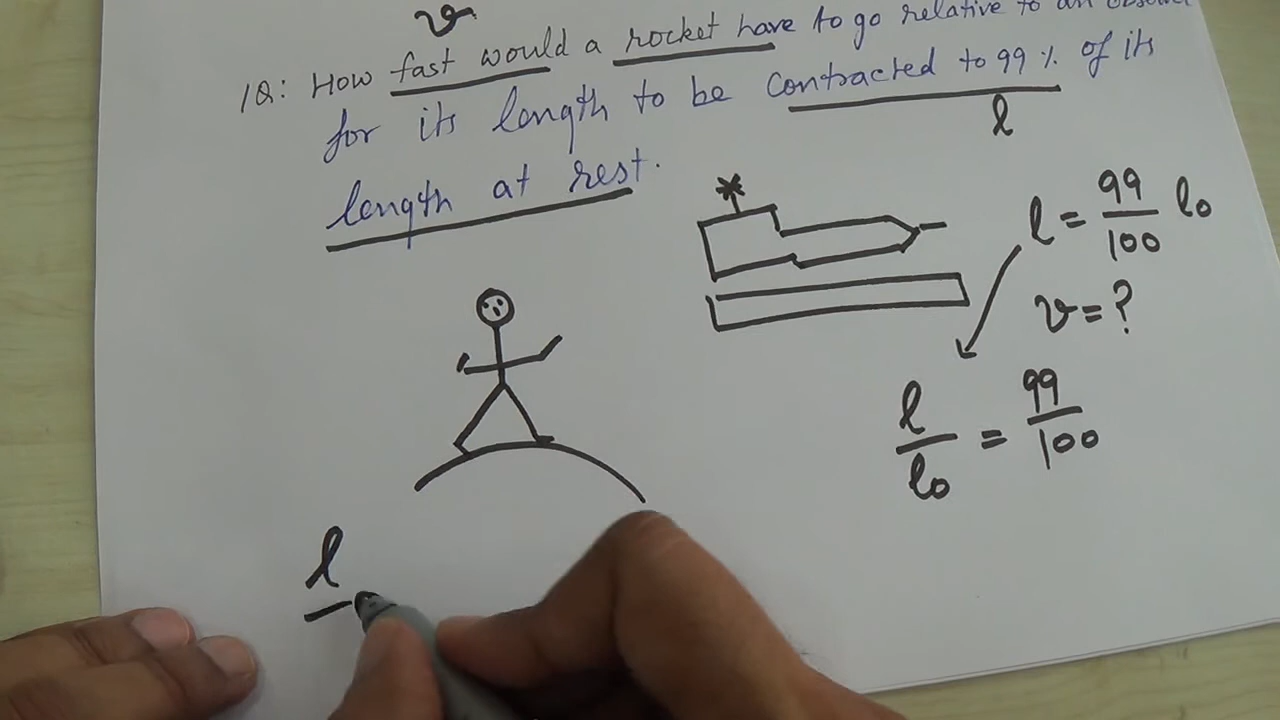 v
1Q: How fast would a rocket have to go relative to an
for its length to be contracted to 99 % of its
l
length at rest.
l = 99/100 l₀
v = ?
l/l₀ = 99/100
l